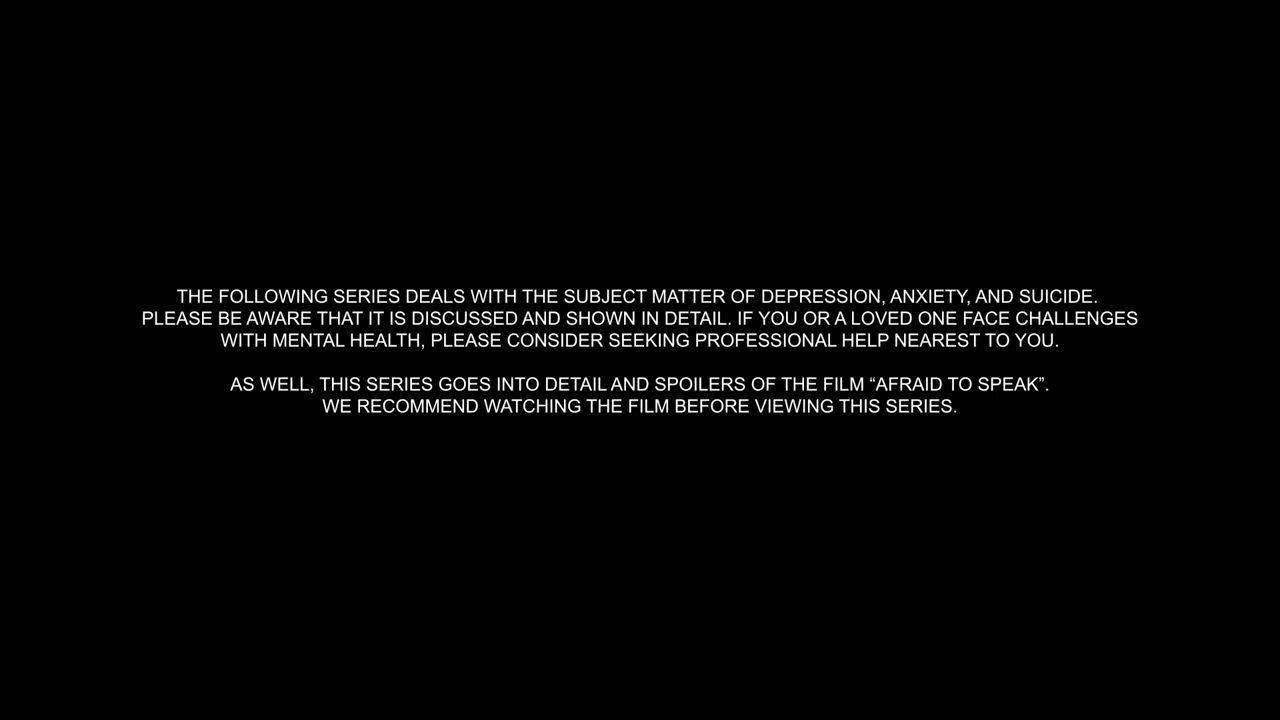 THE FOLLOWING SERIES DEALS WITH THE SUBJECT MATTER OF DEPRESSION, ANXIETY, AND SUICIDE.
PLEASE BE AWARE THAT IT IS DISCUSSED AND SHOWN IN DETAIL. IF YOU OR A LOVED ONE FACE CHALLENGES
WITH MENTAL HEALTH, PLEASE CONSIDER SEEKING PROFESSIONAL HELP NEAREST TO YOU.
AS WELL, THIS SERIES GOES INTO DETAIL AND SPOILERS OF THE FILM “AFRAID TO SPEAK”.
WE RECOMMEND WATCHING THE FILM BEFORE VIEWING THIS SERIES.